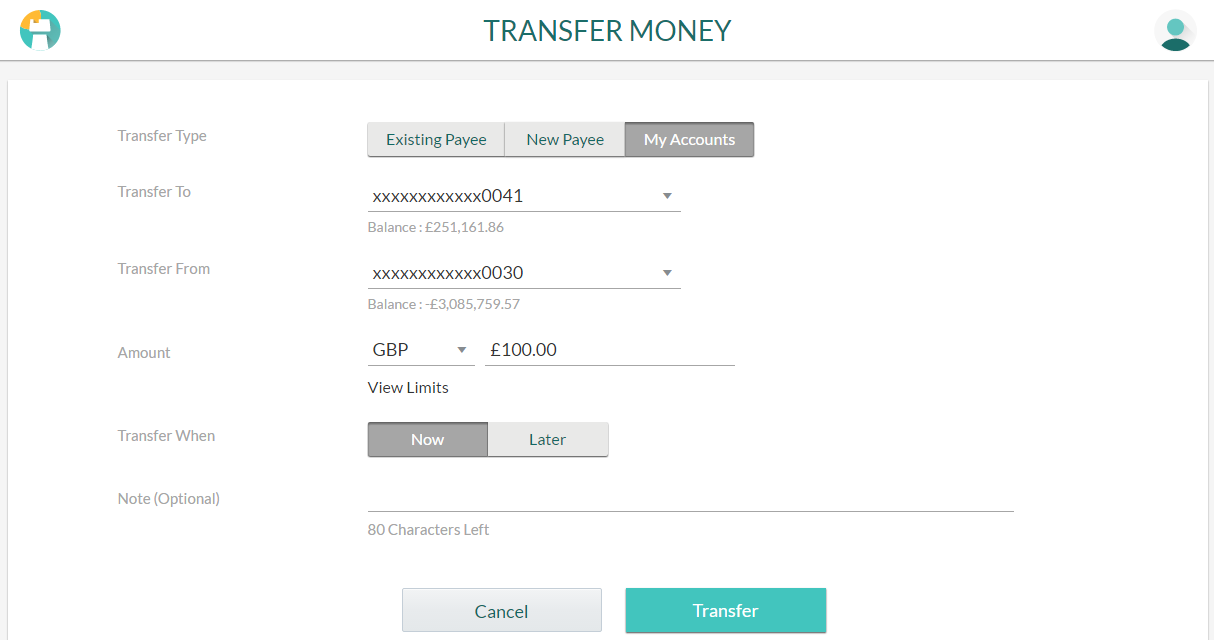 TRANSFER MONEY
Transfer Type
Existing Payee
New Payee
My Accounts
Transfer To
xxxxxxxxxxxx0041
Balance : £251,161.86
Transfer From
xxxxxxxxxxxx0030
Balance : -£3,085,759.57
Amount
GBP
£100.00
View Limits
Transfer When
Now
Later
Note (Optional)
80 Characters Left
Cancel
Transfer